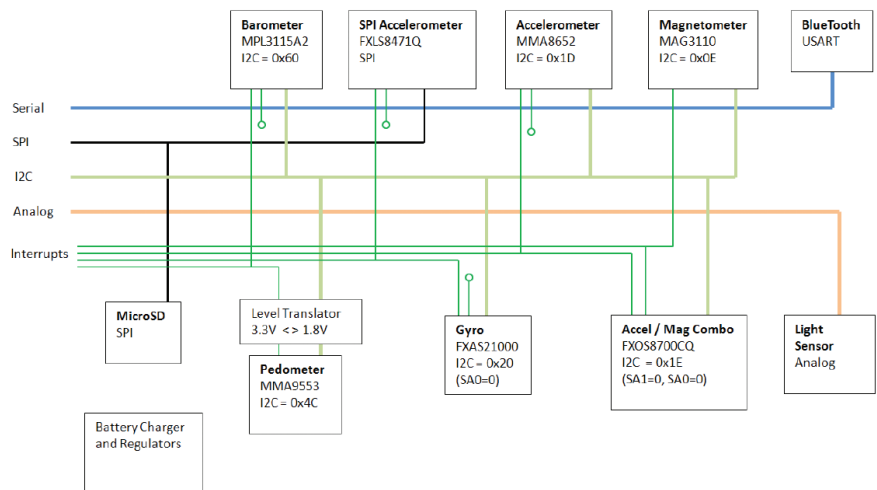 Barometer
MPL3115A2
I2C = 0x60
SPI Accelerometer
FXLS8471Q
SPI
Accelerometer
MMA8652
I2C = 0x1D
Magnetometer
MAG3110
I2C = 0x0E
BlueTooth
USART
Serial
SPI
I2C
Analog
Interrupts
MicroSD
SPI
Level Translator
3.3V <> 1.8V
Pedometer
MMA9553
I2C = 0x4C
Gyro
FXAS21000
I2C = 0x20
(SA0=0)
Accel / Mag Combo
FXOS8700CQ
I2C = 0x1E
(SA1=0, SA0=0)
Light
Sensor
Analog
Battery Charger
and Regulators